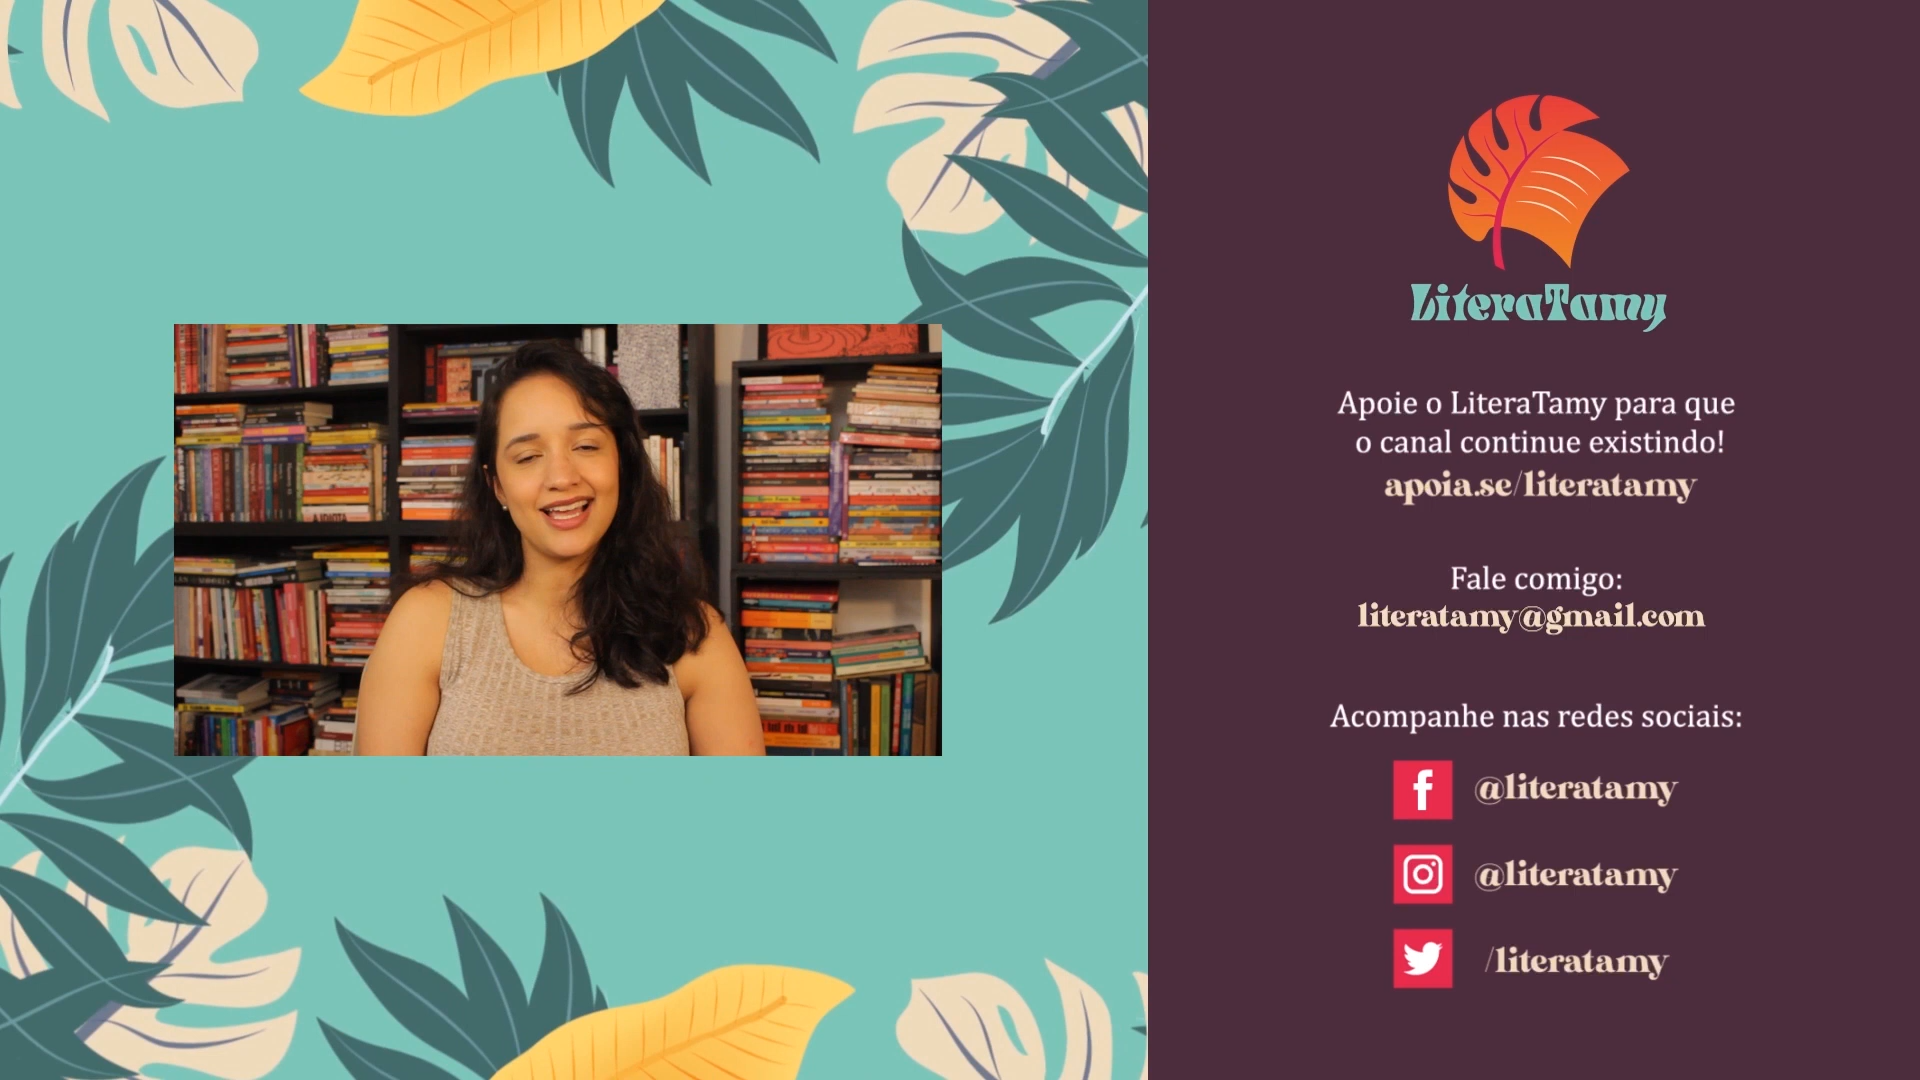 LiteraTamy
Apoie o LiteraTamy para que
o canal continue existindo!
apoia.se/literatamy
Fale comigo:
literatamy@gmail.com
Acompanhe nas redes sociais:
@literatamy
@literatamy
/literatamy